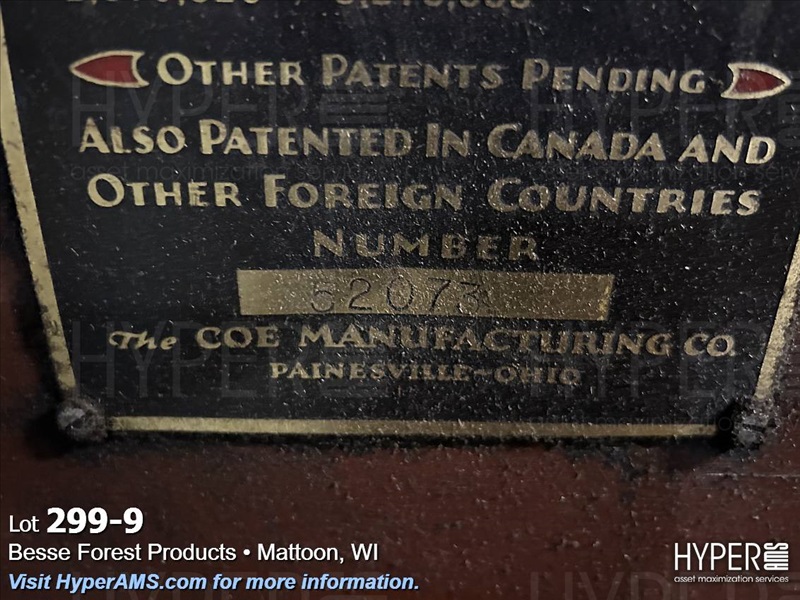 OTHER PATENTS PENDING
ALSO PATENTED IN CANADA AND
OTHER FOREIGN COUNTRIES
NUMBER
The COE MANUFACTURING CO.
PAINESVILLE~OHIO
Lot 299-9
Besse Forest Products • Mattoon, WI
Visit HyperAMS.com for more information.
HYPER AMS
asset maximization services